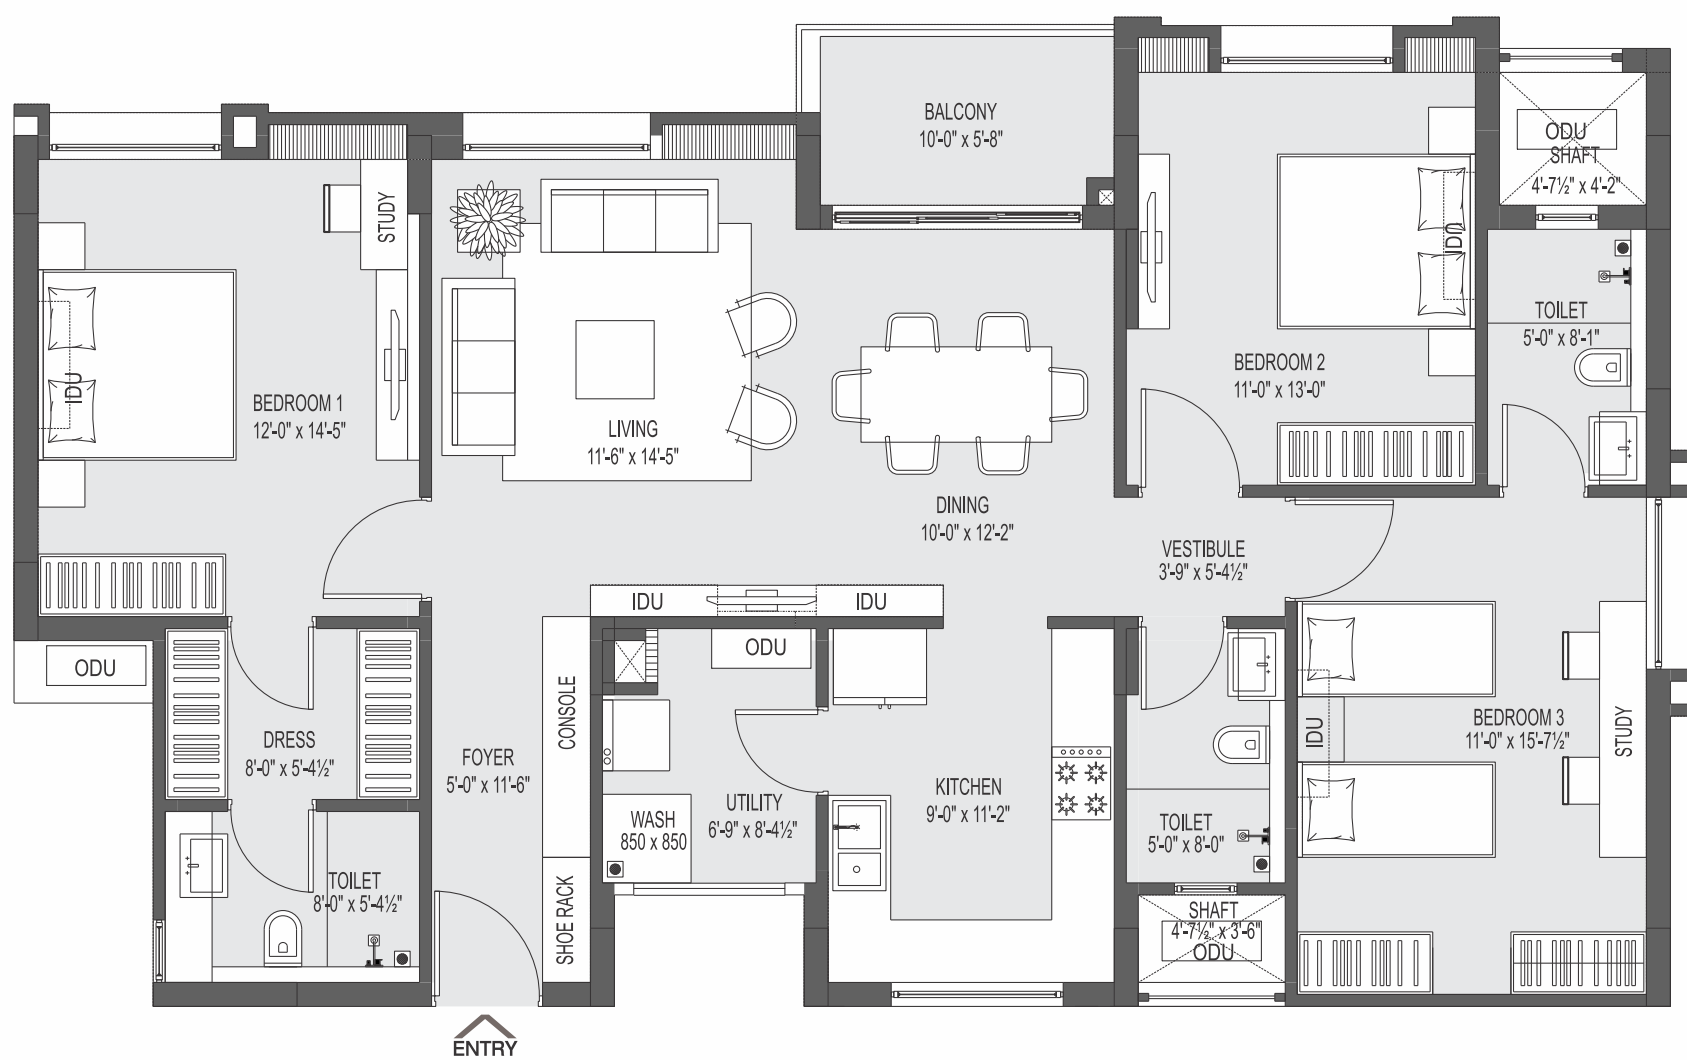 BALCONY
10'-0" x 5'-8"
ODU
SHAFT
4'-7½" x 4'-2"
STUDY
IDU
TOILET
5'-0" x 8'-1"
BEDROOM 2
11'-0" x 13'-0"
IDU
BEDROOM 1
12'-0" x 14'-5"
LIVING
11'-6" x 14'-5"
DINING
10'-0" x 12'-2"
VESTIBULE
3'-9" x 5'-4½"
IDU
IDU
ODU
ODU
CONSOLE
DRESS
8'-0" x 5'-4½"
FOYER
5'-0" x 11'-6"
UTILITY
6'-9" x 8'-4½"
WASH
850 x 850
KITCHEN
9'-0" x 11'-2"
IDU
BEDROOM 3
11'-0" x 15'-7½"
STUDY
TOILET
5'-0" x 8'-0"
TOILET
8'-0" x 5'-4½"
SHOE RACK
SHAFT
4'-7½" x 3'-6"
ODU
ENTRY